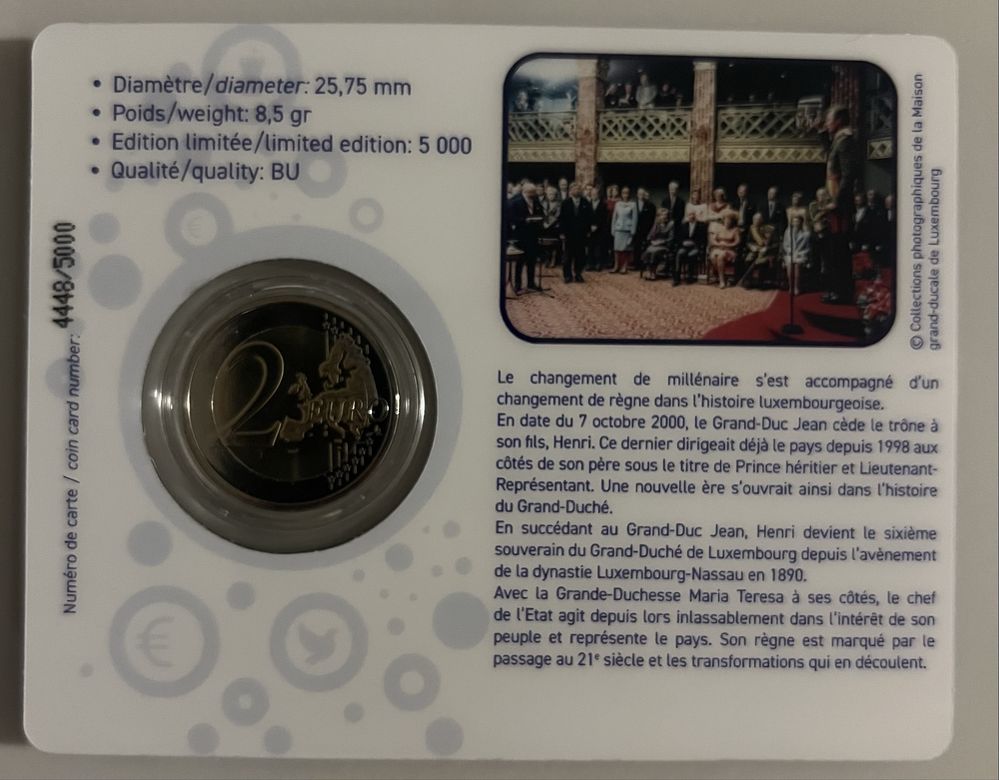 • Diamètre/diameter: 25,75 mm
• Poids/weight: 8,5 gr
• Edition limitée/limited edition: 5 000
• Qualité/quality: BU
Numéro de carte / coin card number: 4448/5000
2 EURO
€
€
© Collections photographiques de la Maison
grand-ducale de Luxembourg
Le changement de millénaire s'est accompagné d'un
changement de règne dans l'histoire luxembourgeoise.
En date du 7 octobre 2000, le Grand-Duc Jean cède le trône à
son fils, Henri. Ce dernier dirigeait déjà le pays depuis 1998 aux
côtés de son père sous le titre de Prince héritier et Lieutenant-
Représentant. Une nouvelle ère s'ouvrait ainsi dans l'histoire
du Grand-Duché.
En succédant au Grand-Duc Jean, Henri devient le sixième
souverain du Grand-Duché de Luxembourg depuis l'avènement
de la dynastie Luxembourg-Nassau en 1890.
Avec la Grande-Duchesse Maria Teresa à ses côtés, le chef
de l'Etat agit depuis lors inlassablement dans l'intérêt de son
peuple et représente le pays. Son règne est marqué par le
passage au 21e siècle et les transformations qui en découlent.